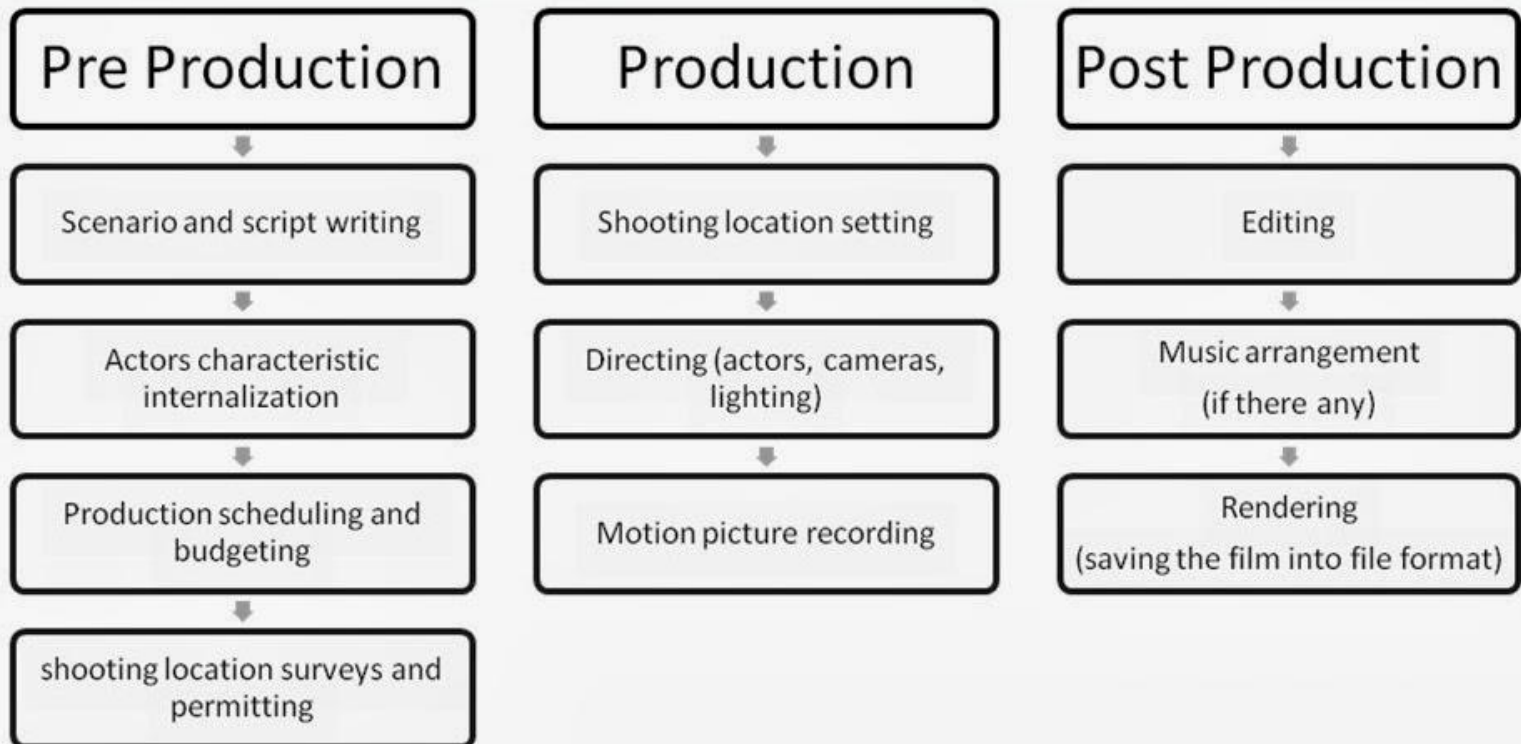 Pre Production
Scenario and script writing
Actors characteristic
internalization
Production scheduling and
budgeting
shooting location surveys and
permitting
Production
Shooting location setting
Directing (actors, cameras,
lighting)
Motion picture recording
Post Production
Editing
Music arrangement
(if there any)
Rendering
(saving the film into file format)